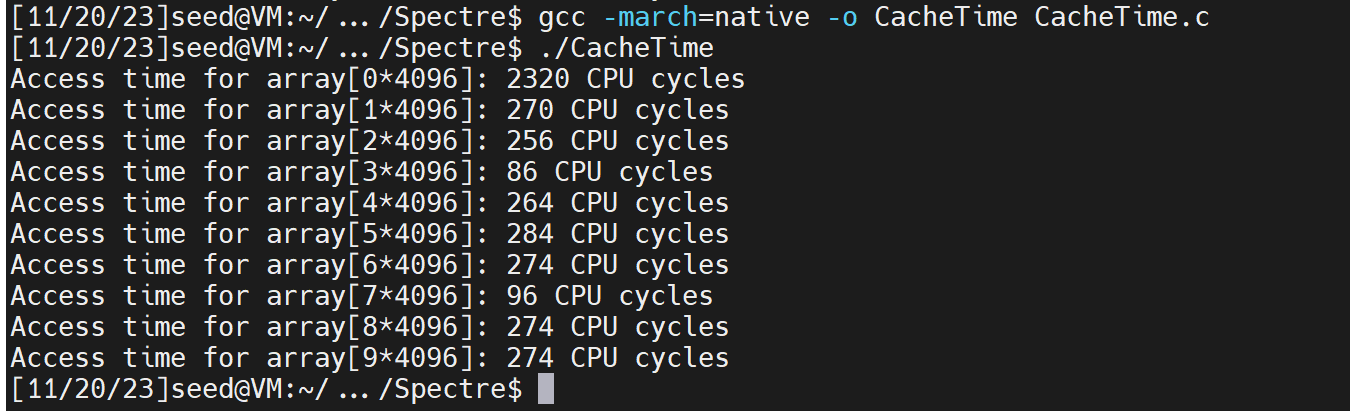 [11/20/23]seed@VM:~/.../Spectre$ gcc -march=native -o CacheTime CacheTime.c
[11/20/23]seed@VM:~/.../Spectre$ ./CacheTime
Access time for array[0*4096]: 2320 CPU cycles
Access time for array[1*4096]: 270 CPU cycles
Access time for array[2*4096]: 256 CPU cycles
Access time for array[3*4096]: 86 CPU cycles
Access time for array[4*4096]: 264 CPU cycles
Access time for array[5*4096]: 284 CPU cycles
Access time for array[6*4096]: 274 CPU cycles
Access time for array[7*4096]: 96 CPU cycles
Access time for array[8*4096]: 274 CPU cycles
Access time for array[9*4096]: 274 CPU cycles
[11/20/23]seed@VM:~/.../Spectre$